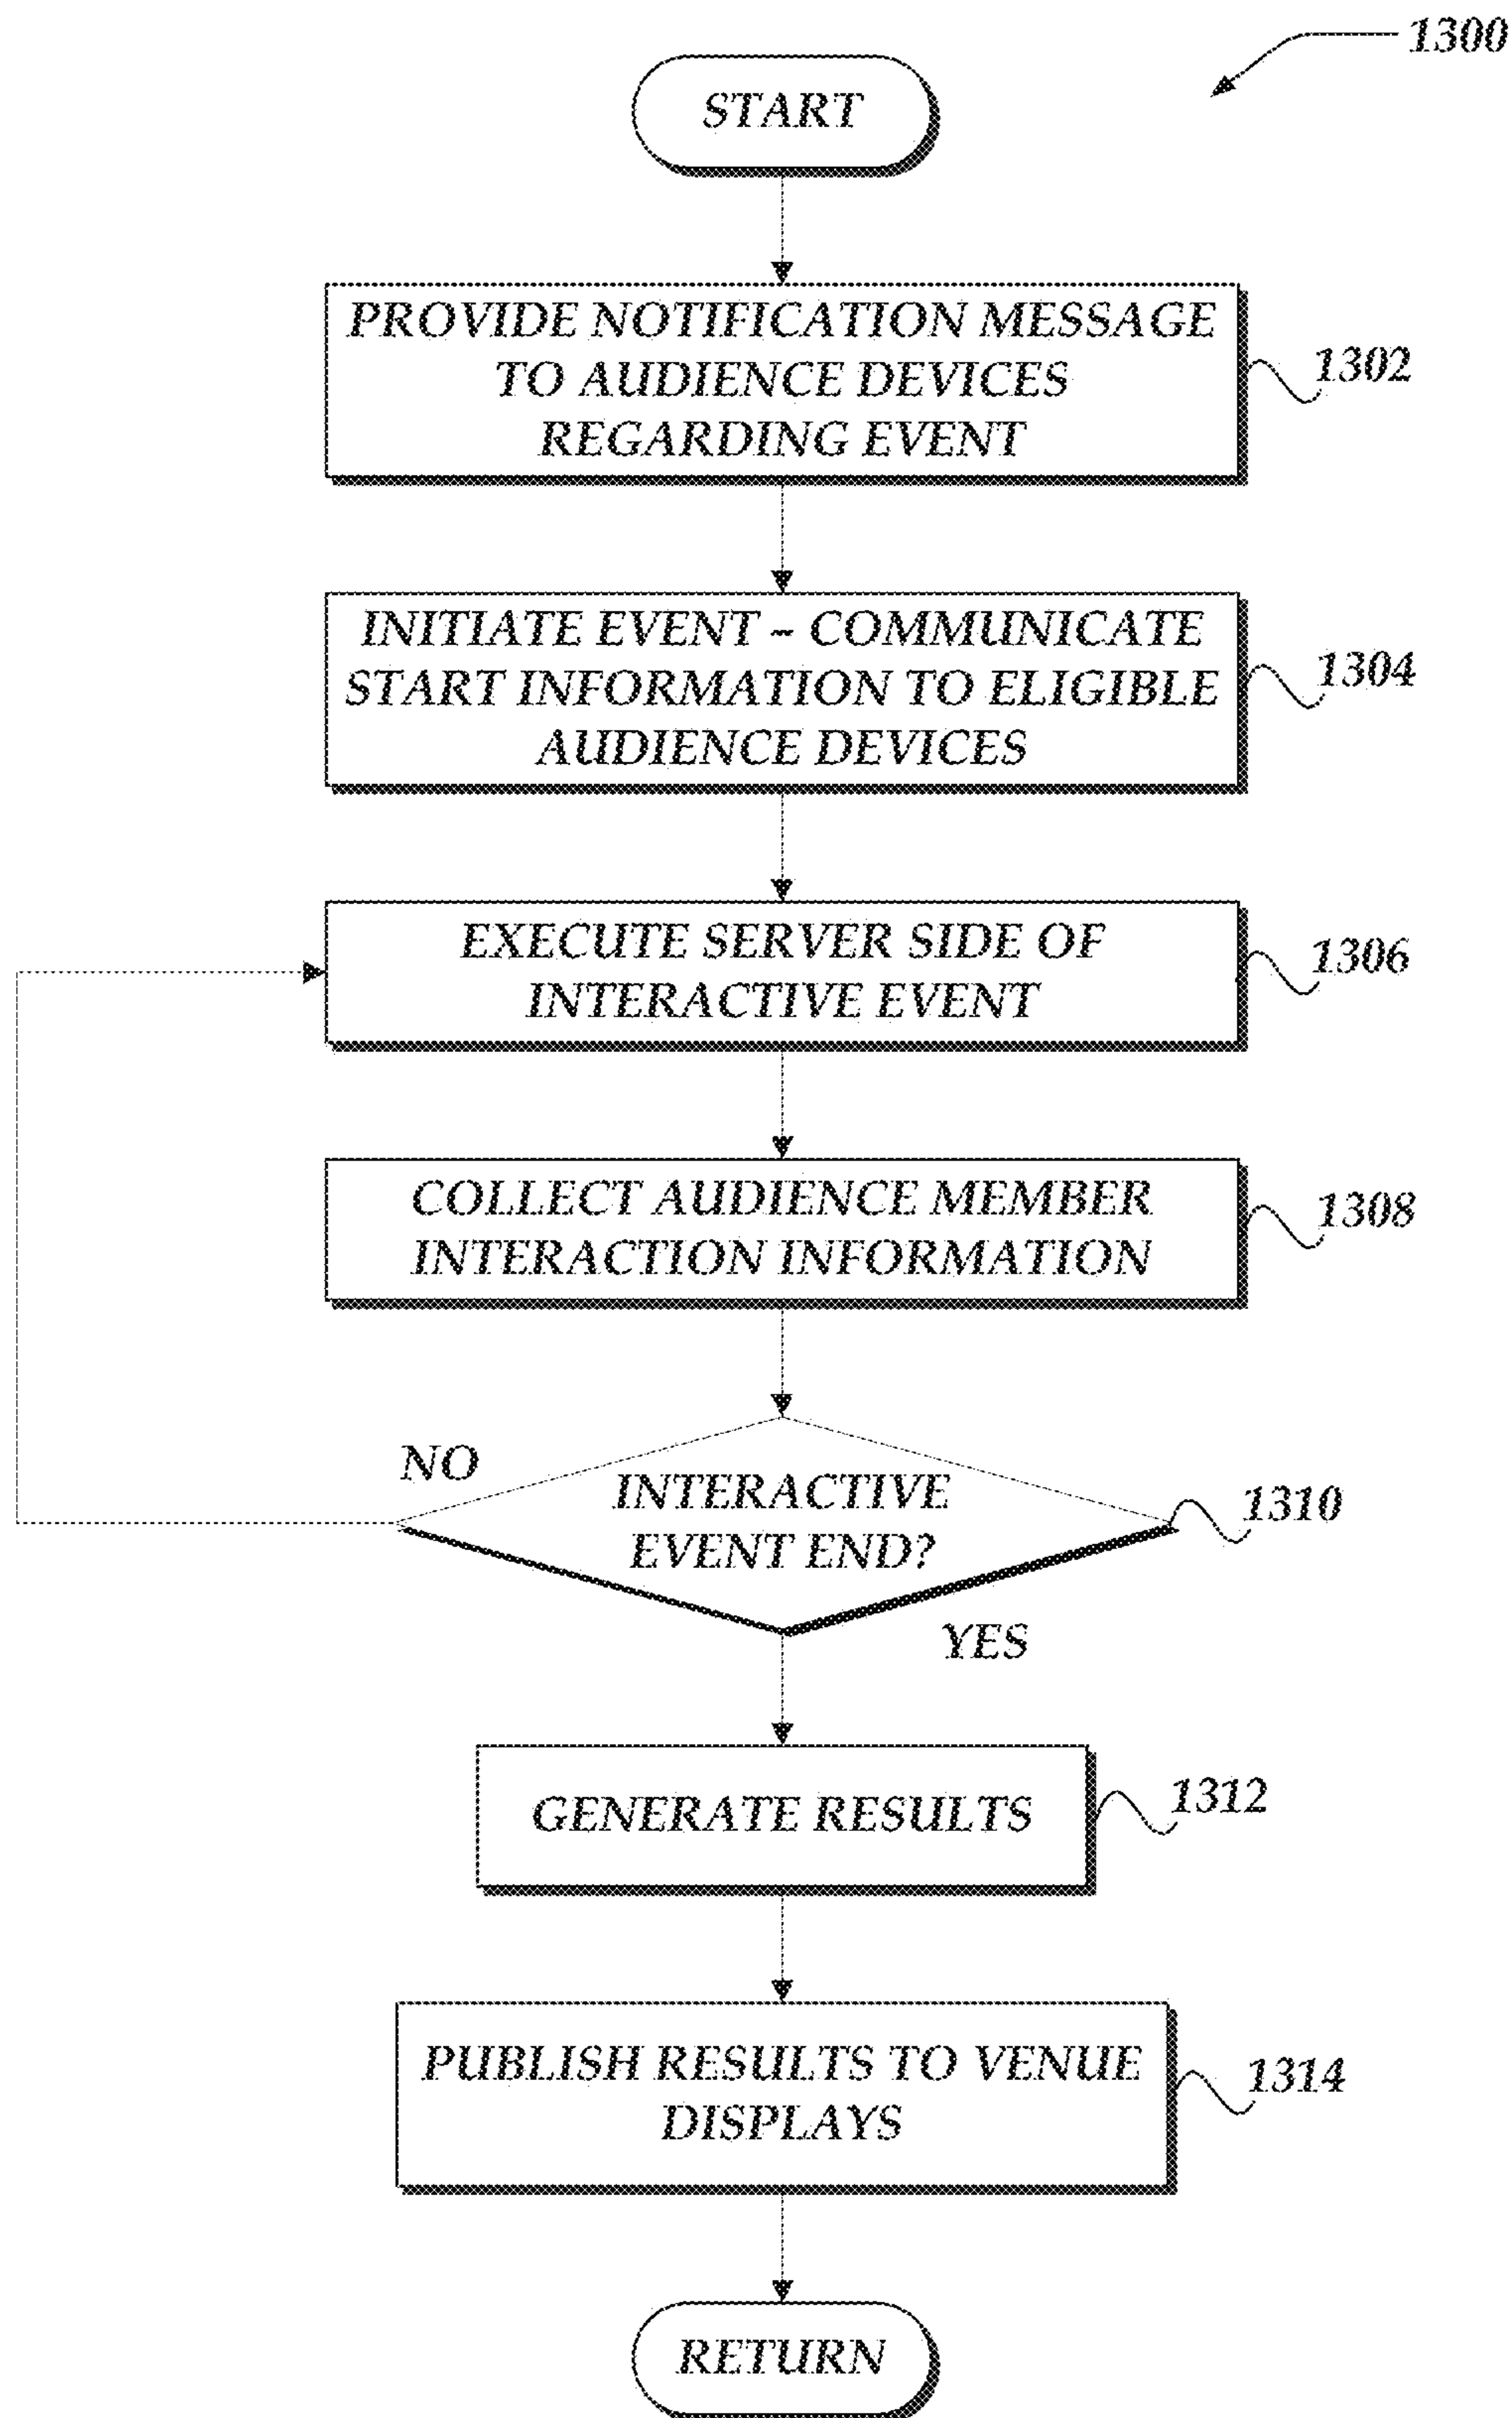 1300
START
PROVIDE NOTIFICATION MESSAGE
TO AUDIENCE DEVICES
REGARDING EVENT
1302
INITIATE EVENT – COMMUNICATE
START INFORMATION TO ELIGIBLE
AUDIENCE DEVICES
1304
EXECUTE SERVER SIDE OF
INTERACTIVE EVENT
1306
COLLECT AUDIENCE MEMBER
INTERACTION INFORMATION
1308
NO
INTERACTIVE
EVENT END?
1310
YES
GENERATE RESULTS
1312
PUBLISH RESULTS TO VENUE
DISPLAYS
1314
RETURN